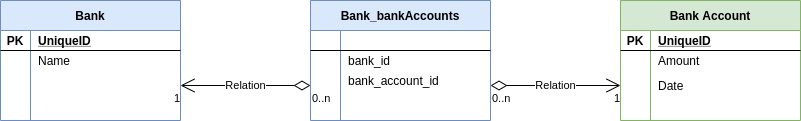 Bank
PK UniqueID
Name
1
Relation
Bank_bankAccounts
bank_id
bank_account_id
0..n
0..n
Relation
1
Bank Account
PK UniqueID
Amount
Date